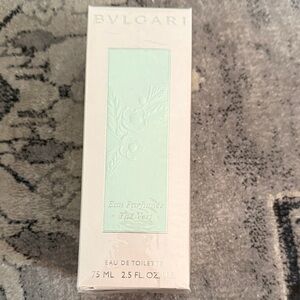 BVLGARI
Eau Parfumée
Thé Vert
EAU DE TOILETTE
75 ML 2.5 FL. OZ.